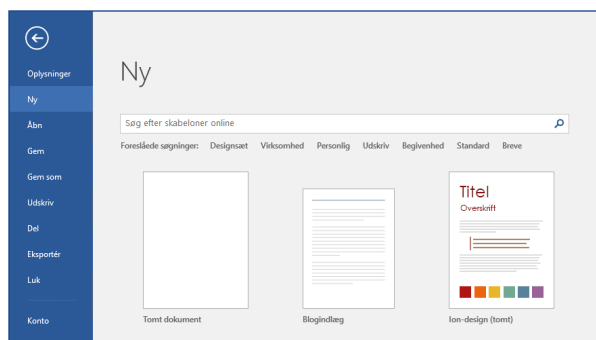 Oplysninger
Ny
Åbn
Gem
Gem som
Udskriv
Del
Eksportér
Luk
Konto
Ny
Søg efter skabeloner online
Foreslåede søgninger: Designsæt Virksomhed Personlig Udskriv Begivenhed Standard Breve
Titel
Overskrift
Tomt dokument Blogindlæg Ion-design (tomt)